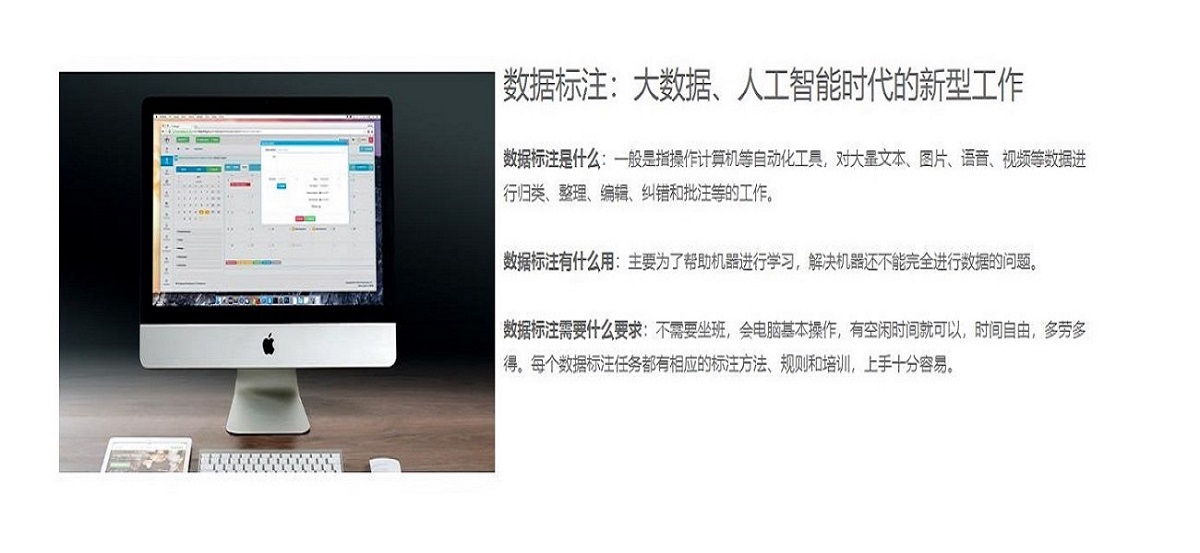 数据标注：大数据、人工智能时代的新型工作
数据标注是什么：一般是指操作计算机等自动化工具，对大量文本、图片、语音、视频等数据进
行归类、整理、编辑、纠错和批注等的工作。
数据标注有什么用：主要为了帮助机器进行学习，解决机器还不能完全进行数据的问题。
数据标注需要什么要求：不需要坐班，会电脑基本操作，有空闲时间就可以，时间自由，多劳多
得。每个数据标注任务都有相应的标注方法、规则和培训，上手十分容易。